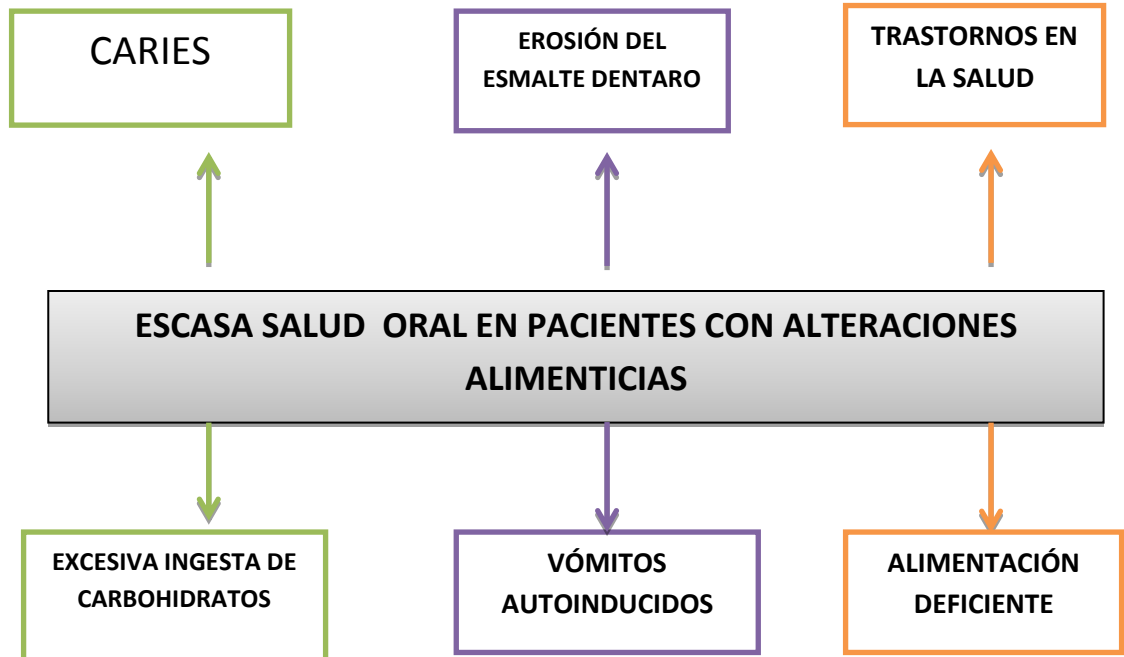 CARIES
EROSIÓN DEL
ESMALTE DENTARO
TRASTORNOS EN
LA SALUD
ESCASA SALUD ORAL EN PACIENTES CON ALTERACIONES
ALIMENTICIAS
EXCESIVA INGESTA DE
CARBOHIDRATOS
VÓMITOS
AUTOINDUCIDOS
ALIMENTACIÓN
DEFICIENTE